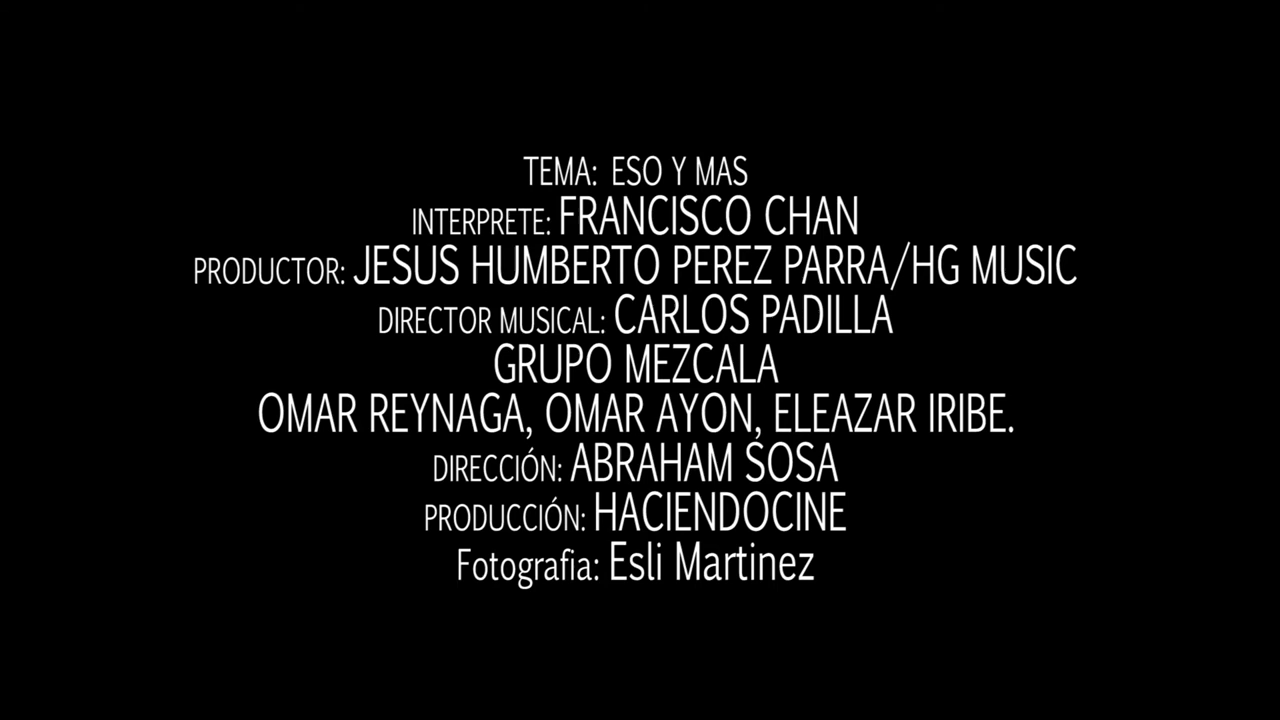 TEMA: ESO Y MAS
INTERPRETE: FRANCISCO CHAN
PRODUCTOR: JESUS HUMBERTO PEREZ PARRA/HG MUSIC
DIRECTOR MUSICAL: CARLOS PADILLA
GRUPO MEZCALA
OMAR REYNAGA, OMAR AYON, ELEAZAR IRIBE.
DIRECCIÓN: ABRAHAM SOSA
PRODUCCIÓN: HACIENDOCINE
Fotografia: Esli Martinez